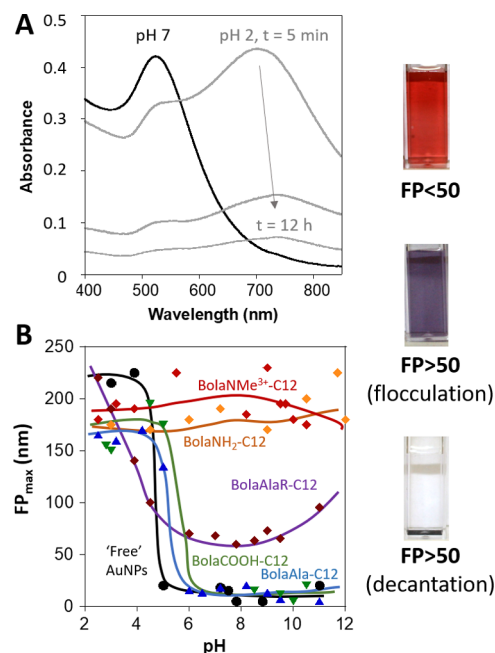 A
0.5
0.4
0.3
0.2
0.1
0
Absorbance
pH 7
pH 2, t = 5 min
t = 12 h
400
500
600
700
800
Wavelength (nm)
FP<50
FP>50
(flocculation)
FP>50
(decantation)
B
250
200
150
100
50
0
FPmax (nm)
BolaNMe³⁺-C12
BolaNH₂-C12
BolaAlaR-C12
'Free'
AuNPs
BolaCOOH-C12
BolaAla-C12
2
4
6
8
10
12
pH